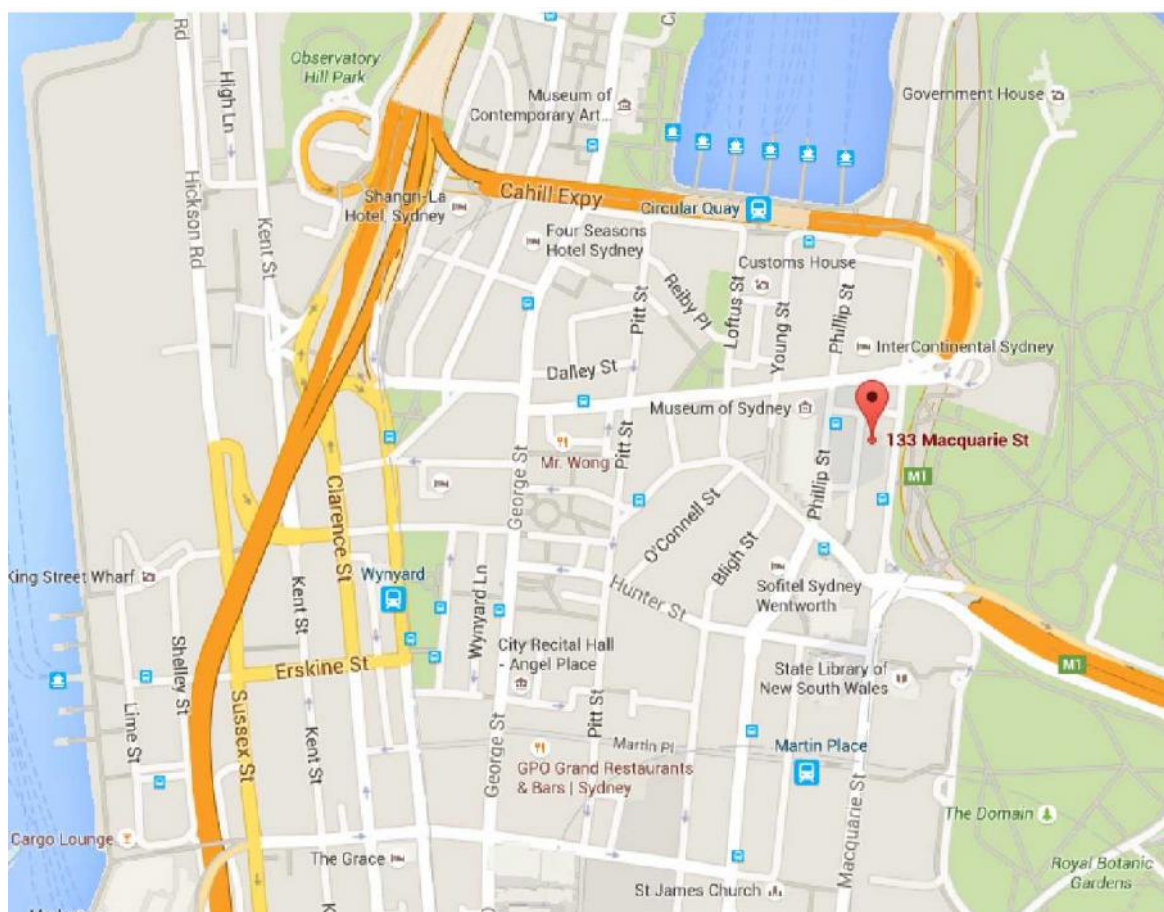 Rd
High Ln
Observatory
Hill Park
Museum of
Contemporary Art...
Government House
Hickson Rd
Kent St
Shangri-La
Hotel, Sydney
Cahill Expy
Circular Quay
Four Seasons
Hotel Sydney
Customs House
Pitt St
Reiby Pl
Loftus St
Young St
Phillip St
InterContinental Sydney
Dalley St
Museum of Sydney
133 Macquarie St
Mr. Wong
Pitt St
George St
M1
Phillip St
Clarence St
O'Connell St
Bligh St
King Street Wharf
Wynyard
Kent St
Wynyard Ln
Hunter St
Sofitel Sydney
Wentworth
Shelley St
Erskine St
City Recital Hall
- Angel Place
State Library of
New South Wales
M1
Lime St
Sussex St
Kent St
George St
Pitt St
Martin Pl
Martin Place
GPO Grand Restaurants
& Bars | Sydney
Macquarie St
The Domain
Cargo Lounge
The Grace
Royal Botanic
Gardens
St James Church